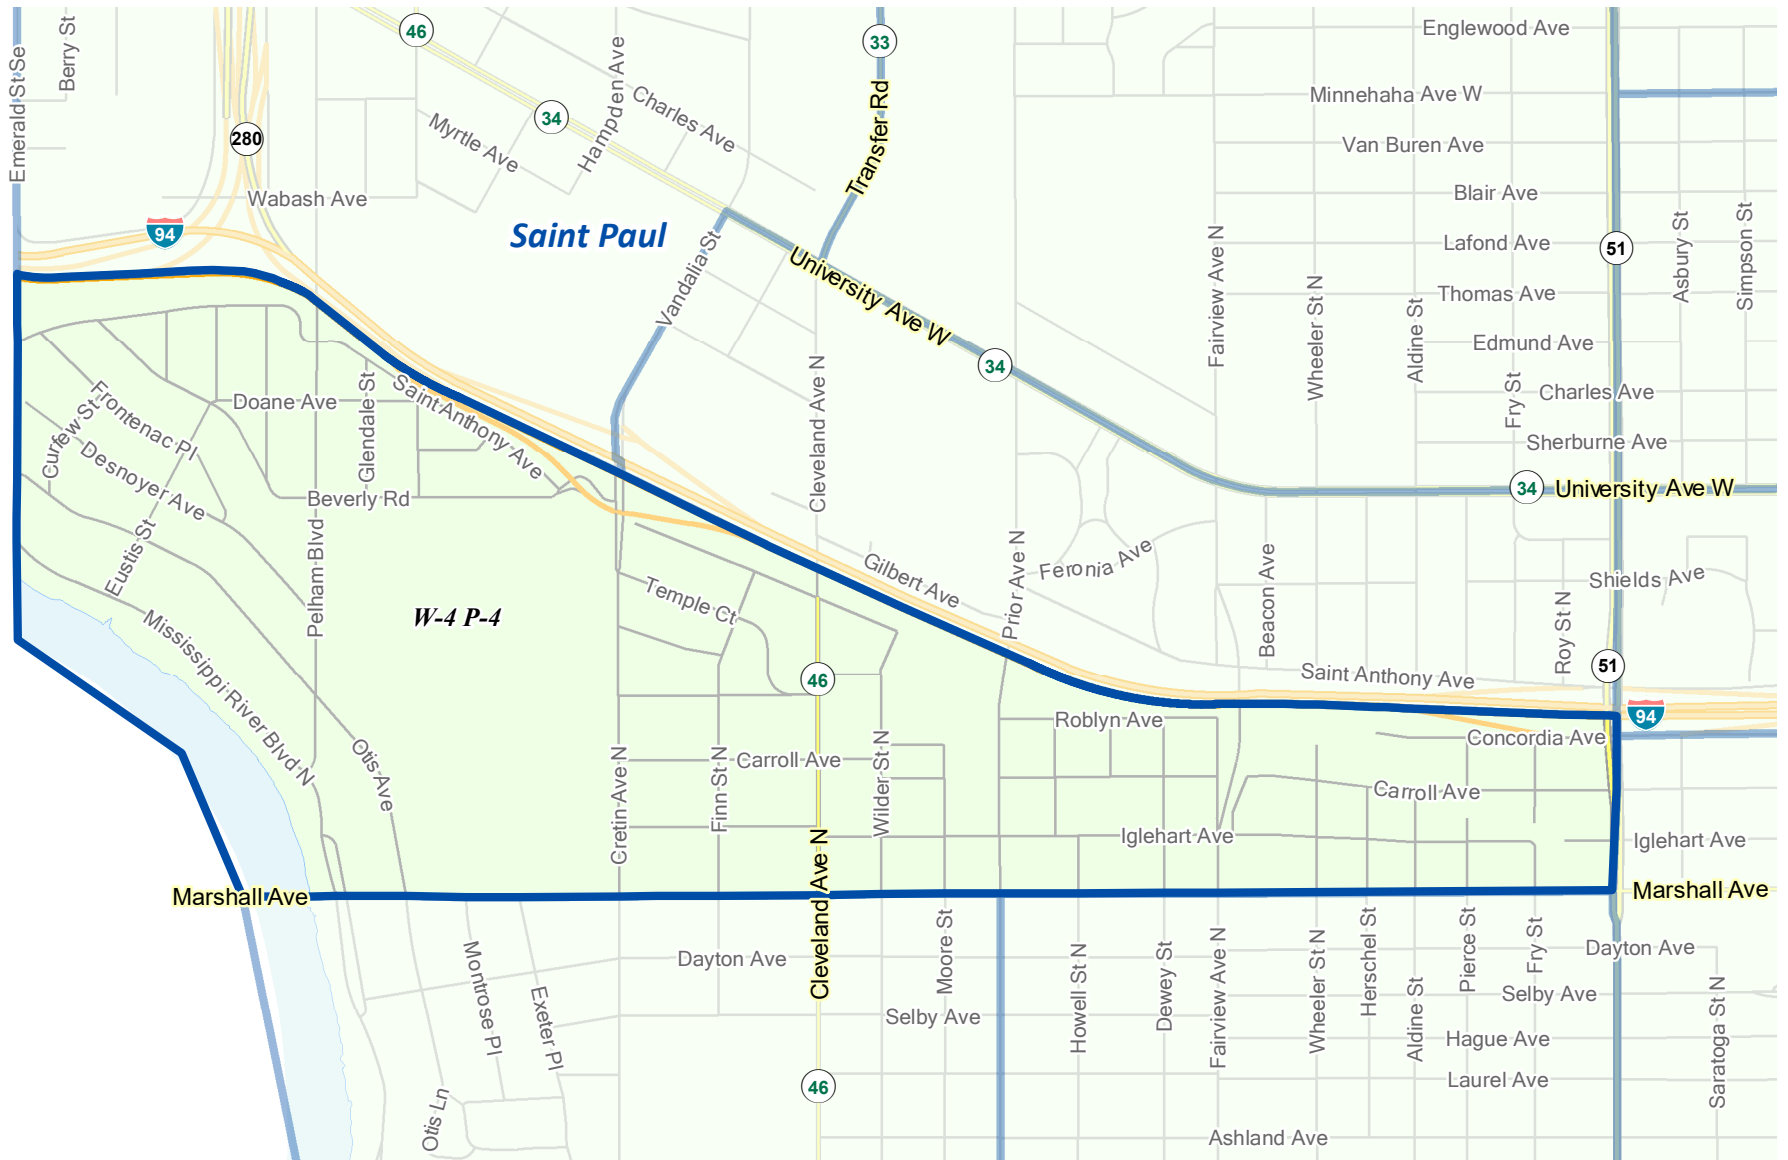 Emerald St Se
Berry St
46
33
Englewood Ave
Hampden Ave
Charles Ave
Minnehaha Ave W
34
280
Myrtle Ave
Transfer Rd
Van Buren Ave
Wabash Ave
Blair Ave
94
Saint Paul
Vandalia St
Fairview Ave N
Lafond Ave
51
Asbury St
Simpson St
University Ave W
Wheeler St N
Thomas Ave
Aldine St
34
Edmund Ave
Fry St
Charles Ave
Frontenac Pl
Doane Ave
Glendale St
Saint Anthony Ave
Cleveland Ave N
Sherburne Ave
Curfew St
Desnoyer Ave
Beverly Rd
34
University Ave W
Eustis St
Pelham Blvd
Gilbert Ave
Prior Ave N
Feronia Ave
Beacon Ave
Shields Ave
Roy St N
W-4 P-4
Temple Ct
Mississippi River Blvd N
46
51
Saint Anthony Ave
94
Roblyn Ave
Concordia Ave
Otis Ave
Cretin Ave N
Finn St N
Carroll Ave
Wilder St N
Carroll Ave
Iglehart Ave
Iglehart Ave
Marshall Ave
Cleveland Ave N
Marshall Ave
Montrose Pl
Exeter Pl
Dayton Ave
Moore St
Howell St N
Dewey St
Fairview Ave N
Wheeler St N
Herschel St
Aldine St
Pierce St
Fry St
Dayton Ave
Selby Ave
Selby Ave
Hague Ave
Saratoga St N
46
Laurel Ave
Otis Ln
Ashland Ave